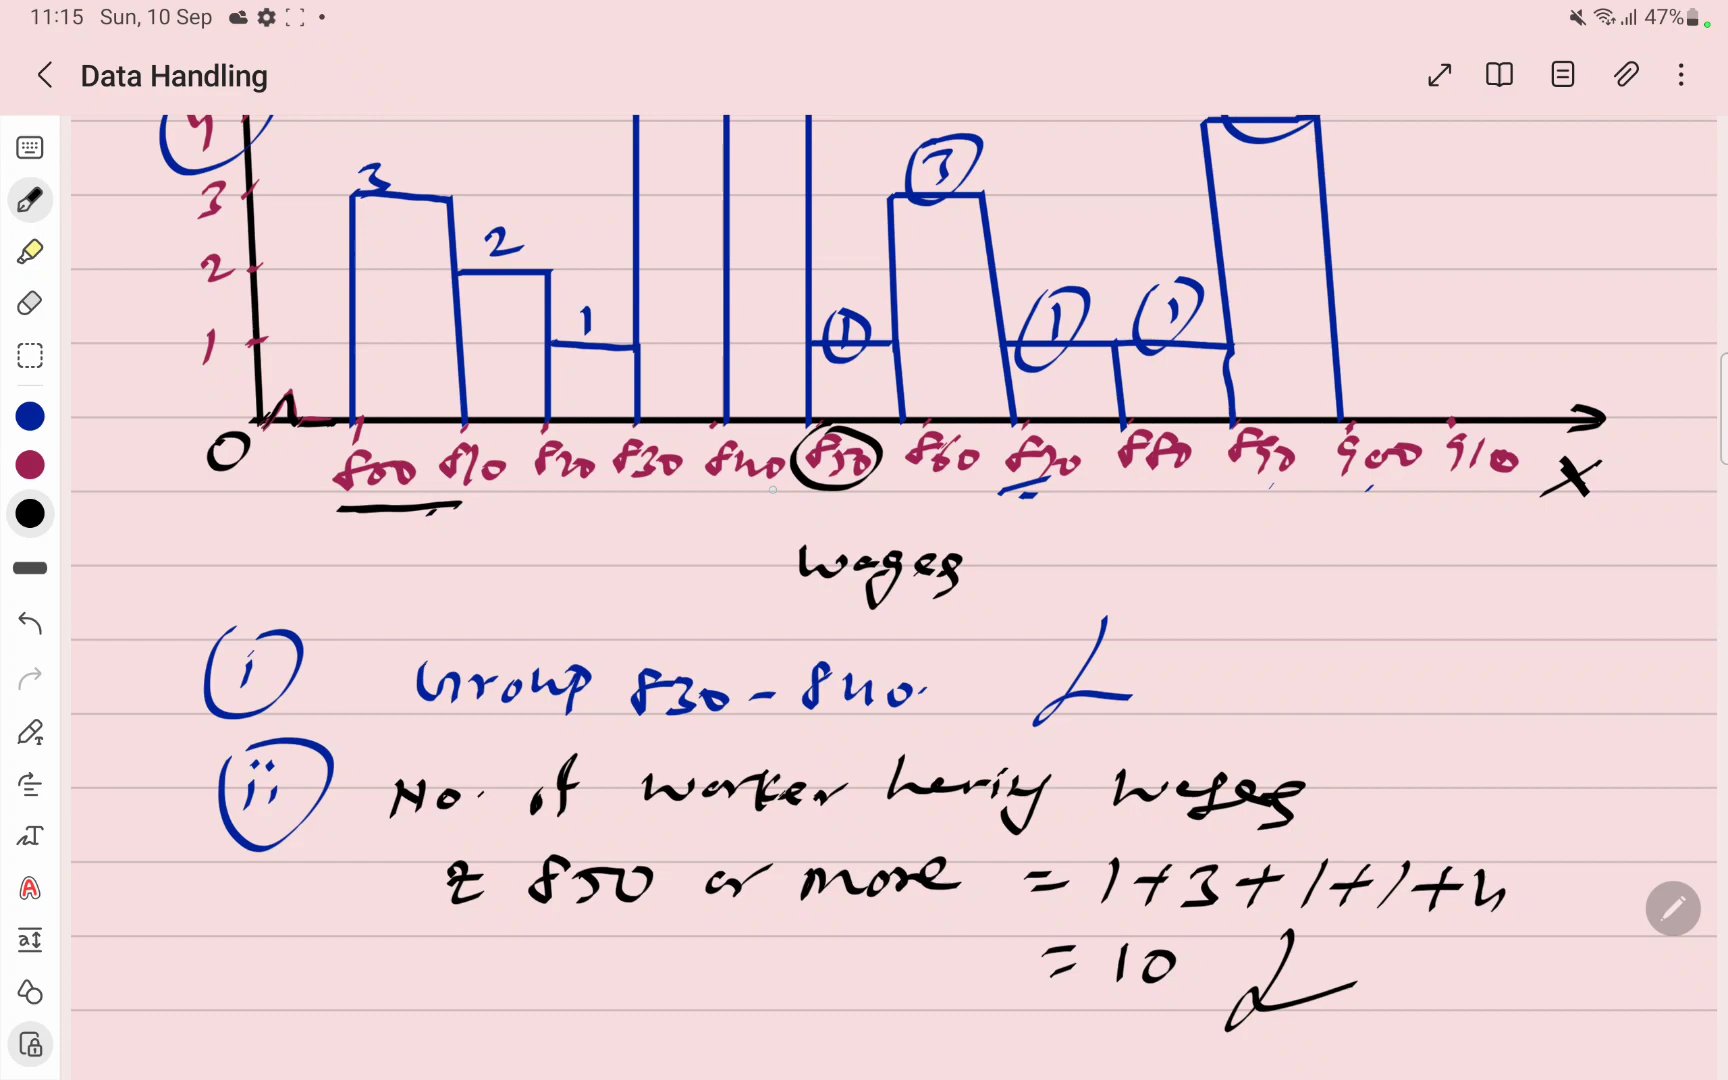 11:15 Sun, 10 Sep
47%
Data Handling
4
3
2
1
3
2
1
1
3
1
1
O
800 810 820 830 840 850 860 870 880 890 900 910
X
wages
i Group 830 - 840.
ii No. of worker
wages
850 or more = 1+3+1+1+4
= 10